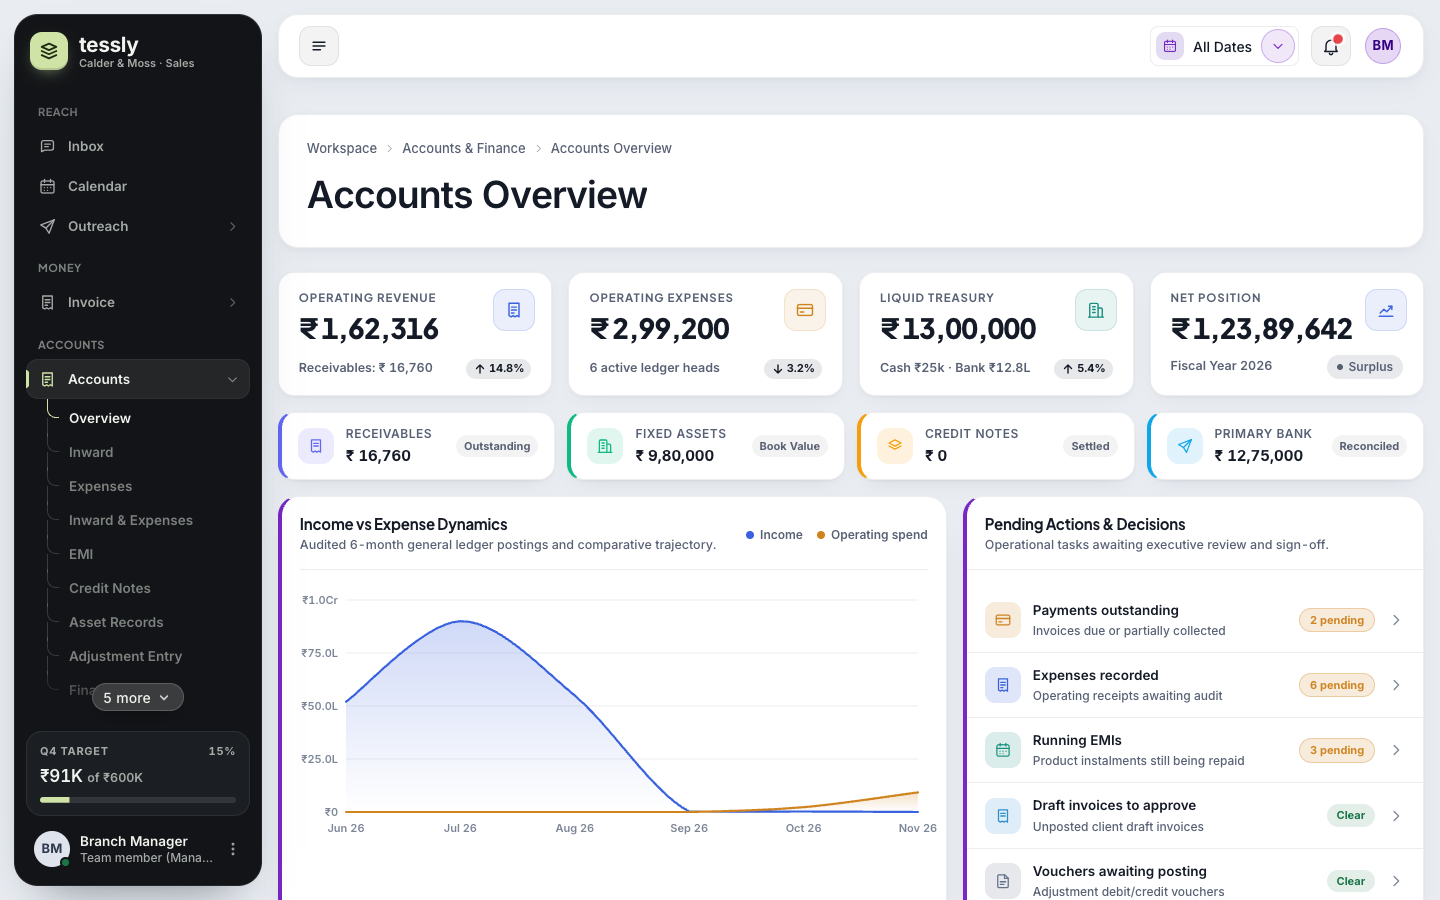 tessly
Calder & Moss · Sales
REACH
Inbox
Calendar
Outreach
MONEY
Invoice
ACCOUNTS
Accounts
Overview
Inward
Expenses
Inward & Expenses
EMI
Credit Notes
Asset Records
Adjustment Entry
5 more
Q4 TARGET 15%
₹91K of ₹600K
BM
Branch Manager
Team member (Mana...
All Dates
BM
Workspace > Accounts & Finance > Accounts Overview
Accounts Overview
OPERATING REVENUE
₹1,62,316
Receivables: ₹ 16,760
↑ 14.8%
OPERATING EXPENSES
₹2,99,200
6 active ledger heads
↓ 3.2%
LIQUID TREASURY
₹13,00,000
Cash ₹25k · Bank ₹12.8L
↑ 5.4%
NET POSITION
₹1,23,89,642
Fiscal Year 2026
Surplus
RECEIVABLES
₹ 16,760
Outstanding
FIXED ASSETS
₹ 9,80,000
Book Value
CREDIT NOTES
₹ 0
Settled
PRIMARY BANK
₹ 12,75,000
Reconciled
Income vs Expense Dynamics
Audited 6-month general ledger postings and comparative trajectory.
Income
Operating spend
₹1.0Cr
₹75.0L
₹50.0L
₹25.0L
₹0
Jun 26 Jul 26 Aug 26 Sep 26 Oct 26 Nov 26
Pending Actions & Decisions
Operational tasks awaiting executive review and sign-off.
Payments outstanding
Invoices due or partially collected
2 pending
Expenses recorded
Operating receipts awaiting audit
6 pending
Running EMIs
Product instalments still being repaid
3 pending
Draft invoices to approve
Unposted client draft invoices
Clear
Vouchers awaiting posting
Adjustment debit/credit vouchers
Clear